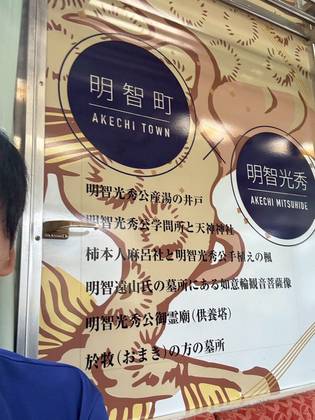 明智町
AKECHI TOWN
×
明智光秀
AKECHI MITSUHIDE
明智光秀公産湯の井戸
明智光秀公学問所と天神神社
柿本人麻呂社と明智光秀公手植えの楓
明智遠山氏の墓所にある如意輪観音菩薩像
明智光秀公御霊廟(供養塔)
於牧(おまき)の方の墓所